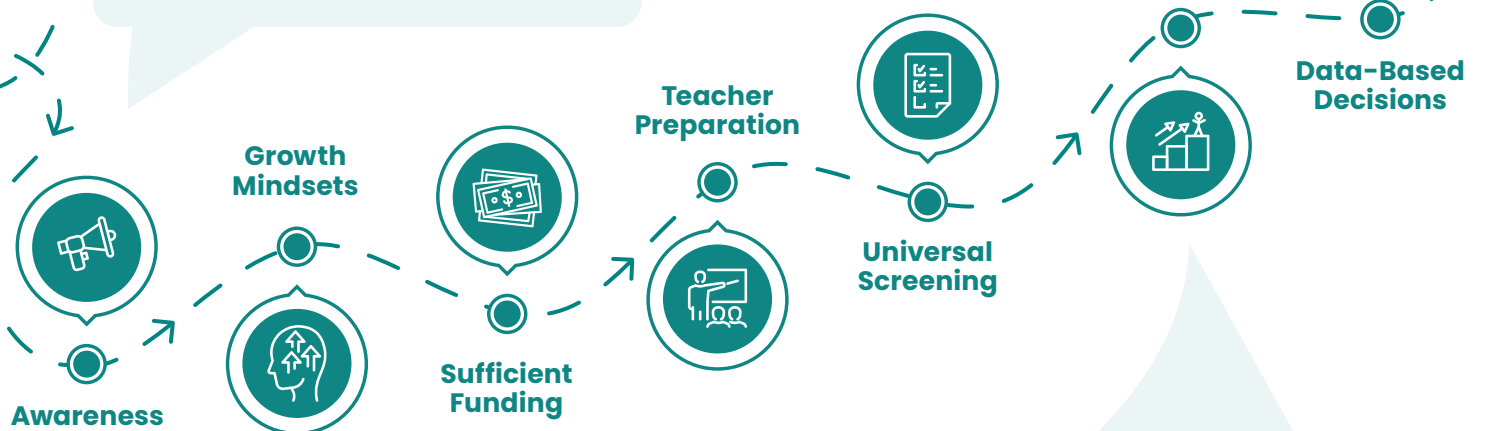 Awareness
Growth
Mindsets
Sufficient
Funding
Teacher
Preparation
Universal
Screening
Data-Based
Decisions